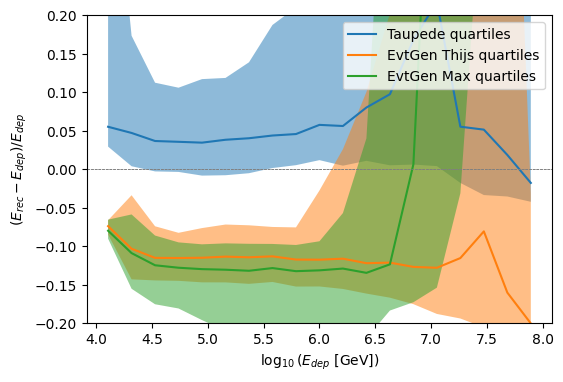 0.20
0.15
0.10
0.05
0.00
−0.05
−0.10
−0.15
−0.20
(E_rec − E_dep)/E_dep
Taupede quartiles
EvtGen Thijs quartiles
EvtGen Max quartiles
4.0 4.5 5.0 5.5 6.0 6.5 7.0 7.5 8.0
log₁₀ (E_dep [GeV])